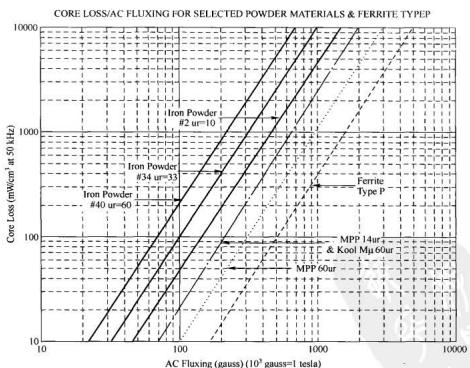 CORE LOSS/AC FLUXING FOR SELECTED POWDER MATERIALS & FERRITE TYPEP
10000
1000
100
10
Core Loss (mW/cm³ at 50 kHz)
Iron Powder
#2 ur=10
Iron Powder
#34 ur=33
Iron Powder
#40 ur=60
Ferrite
Type P
MPP 14ur
& Kool Mμ 60ur
MPP 60ur
10
100
1000
10000
AC Fluxing (gauss) (10³ gauss=1 tesla)